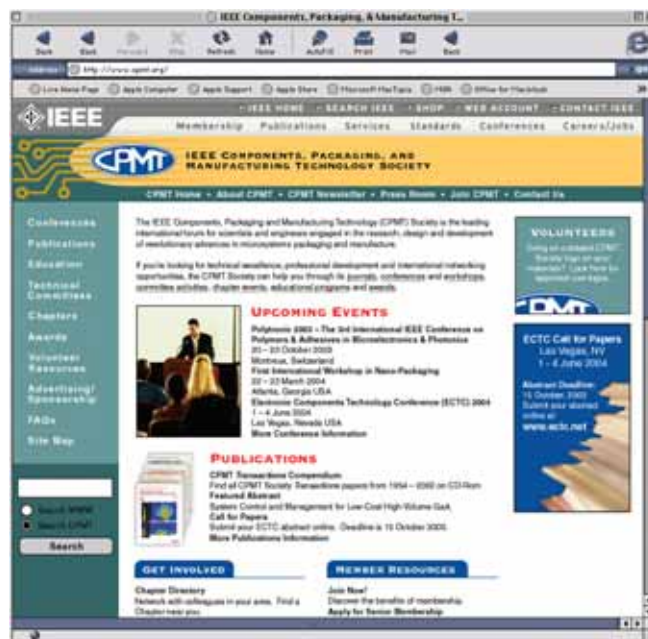 IEEE Components, Packaging, & Manufacturing T...
Back
Forward
Stop
Refresh
Home
AutoFill
Print
Mail
http://www.cpmt.org/
Live Home Page Apple Computer Apple Support Apple Store Microsoft MacTopia MSN Office for Macintosh
IEEE HOME SEARCH IEEE SHOP WEB ACCOUNT CONTACT IEEE
IEEE
Membership Publications Services Standards Conferences Careers/Jobs
CPMT
IEEE COMPONENTS, PACKAGING, AND
MANUFACTURING TECHNOLOGY SOCIETY
CPMT Home • About CPMT • CPMT Newsletter • Press Room • Join CPMT • Contact Us
Conferences
Publications
Education
Technical
Committees
Chapters
Awards
Volunteer
Resources
Advertising/
Sponsorship
FAQs
Site Map
Search WWW
Search CPMT
Search
The IEEE Components, Packaging and Manufacturing Technology (CPMT) Society is the leading
international forum for scientists and engineers engaged in the research, design and development
of revolutionary advances in microsystems packaging and manufacture.
If you're looking for technical excellence, professional development and international networking
opportunities, the CPMT Society can help you through its journals, conferences and workshops,
committee activities, chapter events, educational programs and awards.
UPCOMING EVENTS
Polytronic 2003 – The 3rd International IEEE Conference on
Polymers & Adhesives in Microelectronics & Photonics
Montreux, Switzerland
First International Workshop in Nano-Packaging
22 – 23 March 2004
Atlanta, Georgia USA
Electronic Components Technology Conference (ECTC) 2004
1 – 4 June 2004
Las Vegas, Nevada USA
More Conference Information
PUBLICATIONS
CPMT Transactions Compendium
Find all CPMT Society Transactions papers from 1954 – 2000 on CD-Rom
Featured Abstract
System Control and Management for Low-Cost High-Volume
Call for Papers
Submit your ECTC abstract online. Deadline is 15 October 2003.
More Publications Information
GET INVOLVED
Chapter Directory
Network with colleagues in your area. Find a
Chapter near you.
MEMBER RESOURCES
Join Now!
Discover the benefits of membership.
Apply for Senior Membership
VOLUNTEERS
CPMT
ECTC Call for Papers
Las Vegas, NV
1 - 4 June 2004
Abstract Deadline:
15 October, 2003
Submit your abstract
online at:
www.ectc.net